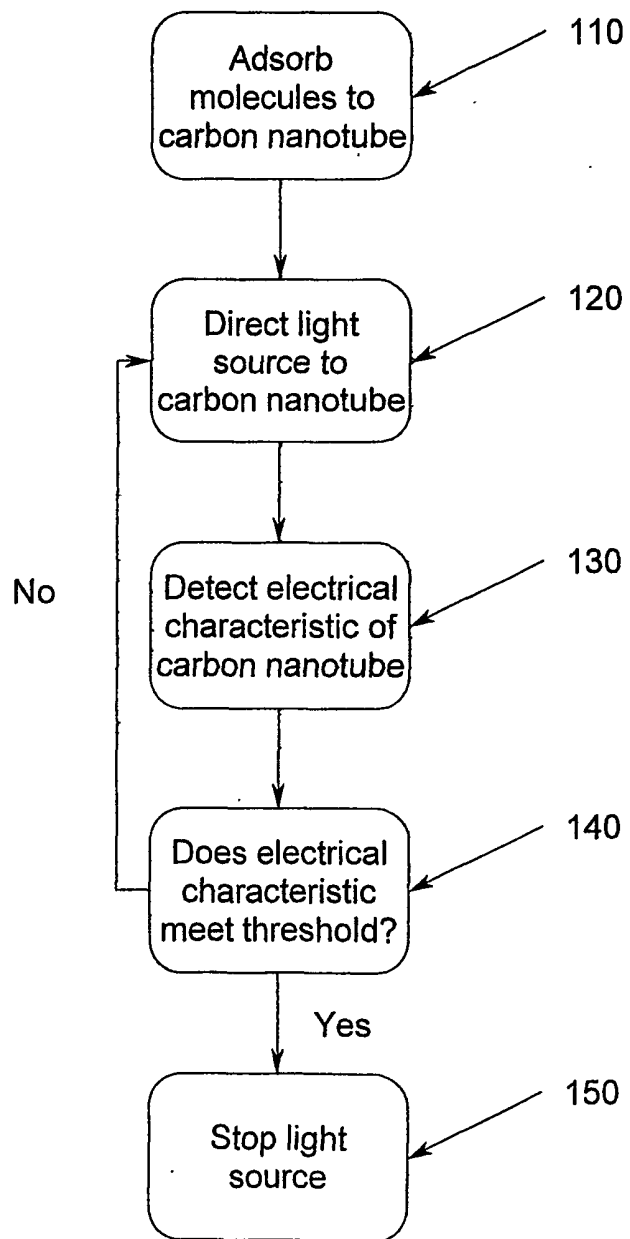 110
Adsorb
molecules to
carbon nanotube
120
Direct light
source to
carbon nanotube
130
No
Detect electrical
characteristic of
carbon nanotube
140
Does electrical
characteristic
meet threshold?
Yes
150
Stop light
source